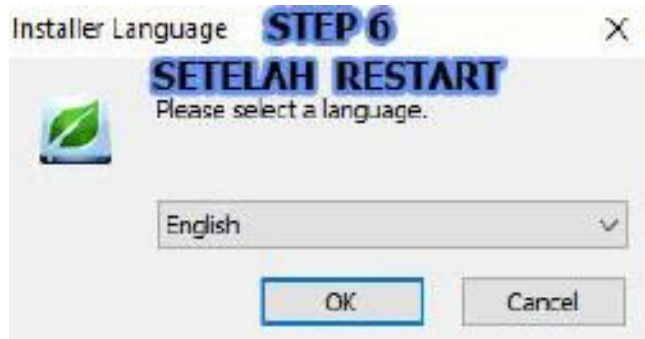 Installer Language STEP 6
SETELAH RESTART
Please select a language.
English
OK Cancel